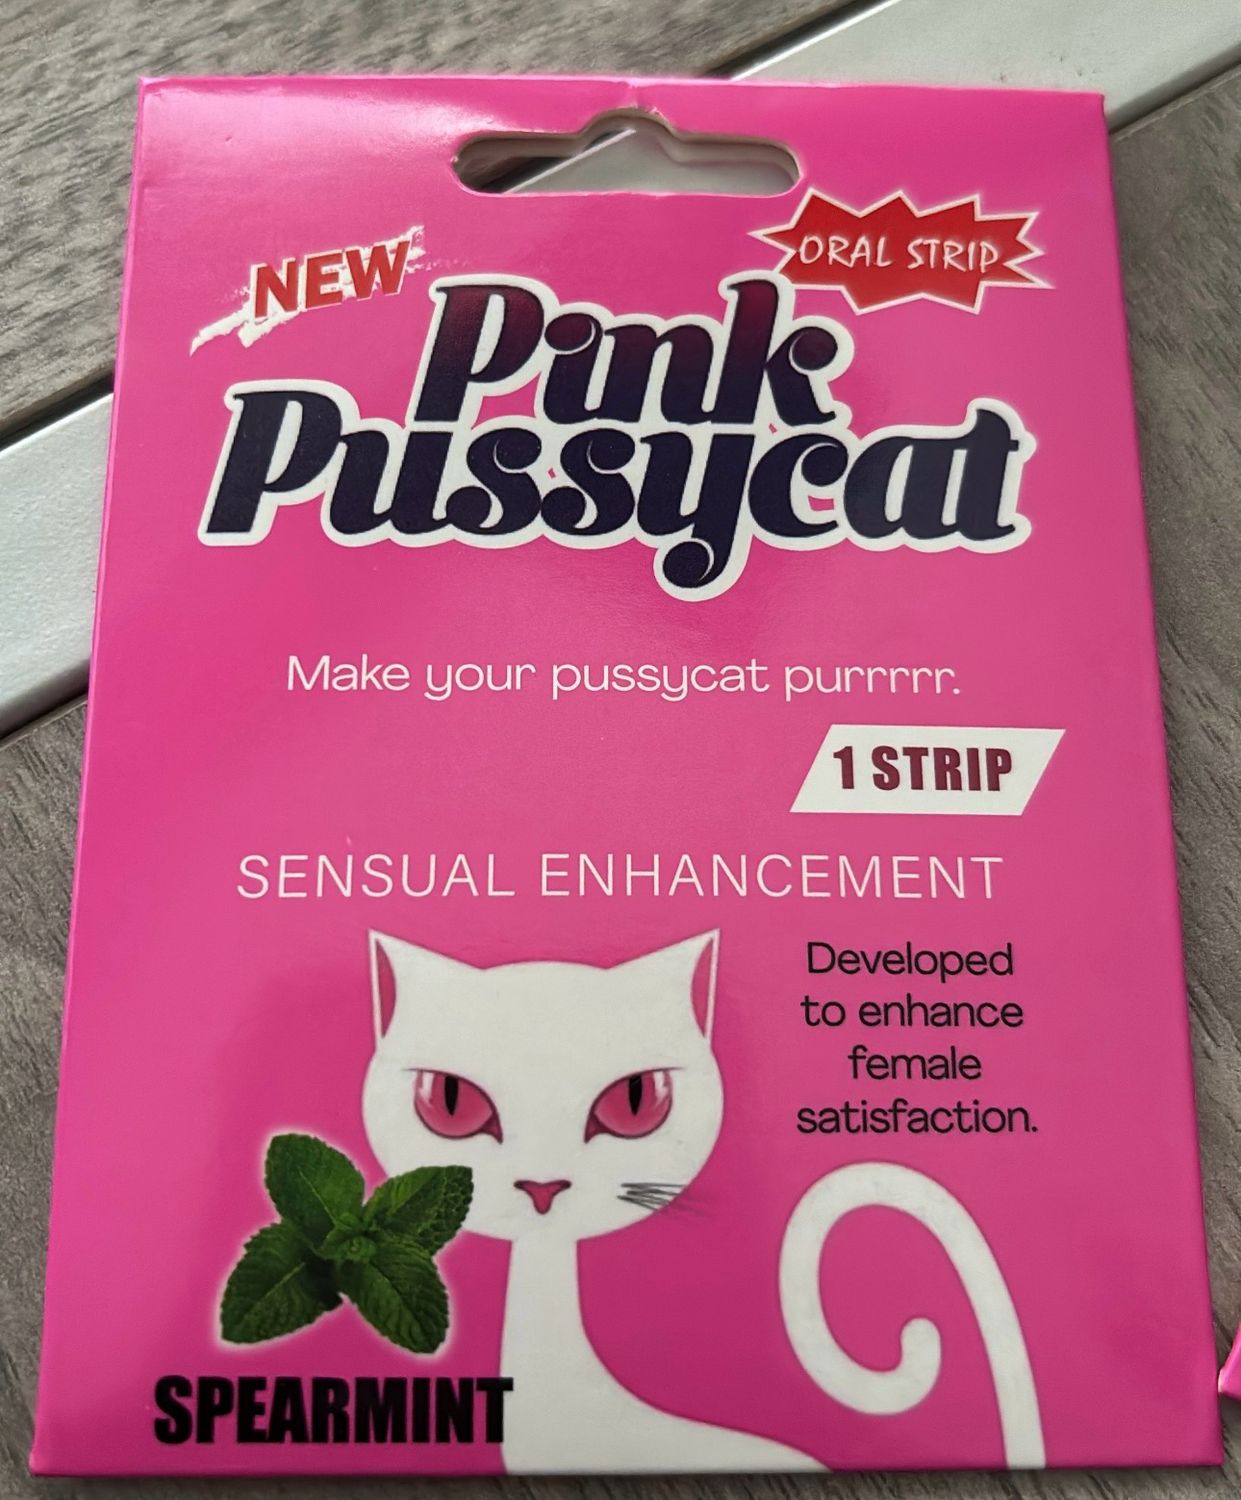 NEW
ORAL STRIP
Pink
Pussycat
Make your pussycat purrrrr.
1 STRIP
SENSUAL ENHANCEMENT
Developed
to enhance
female
satisfaction.
SPEARMINT